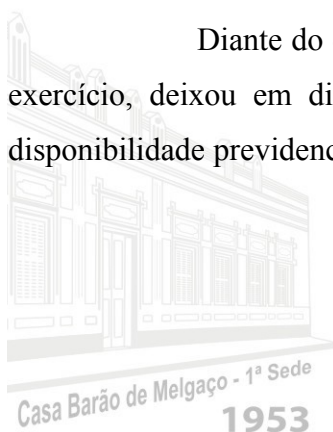 Diante do
exercício, deixou em di
disponibilidade previdenc
Casa Barão de Melgaço - 1ª Sede
1953